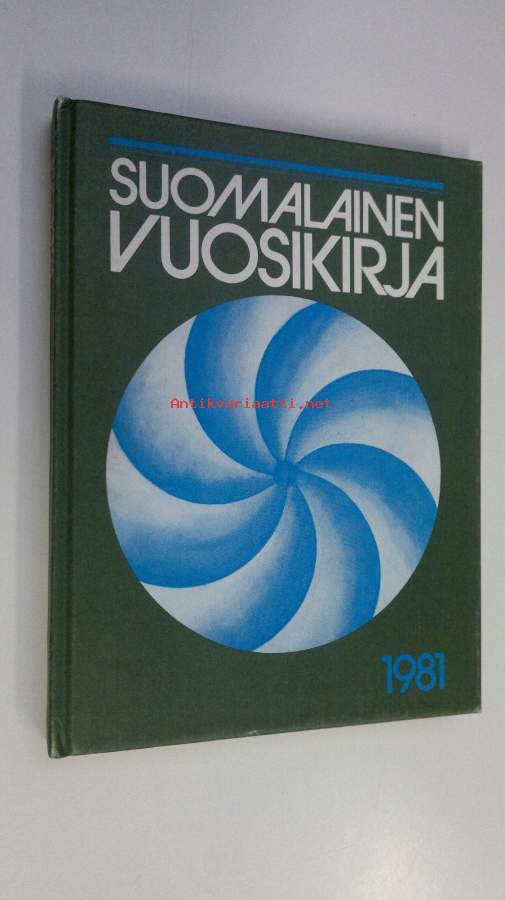 SUOMALAINEN
VUOSIKIRJA
Antikvariaatti.net
1981